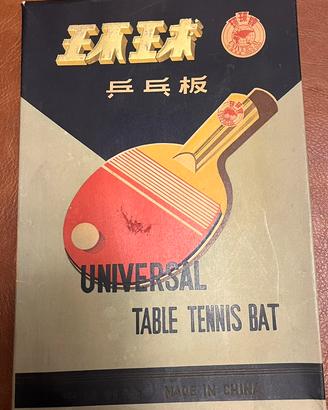 环球
乒乓板
UNIVERSAL
TABLE TENNIS BAT
MADE IN CHINA